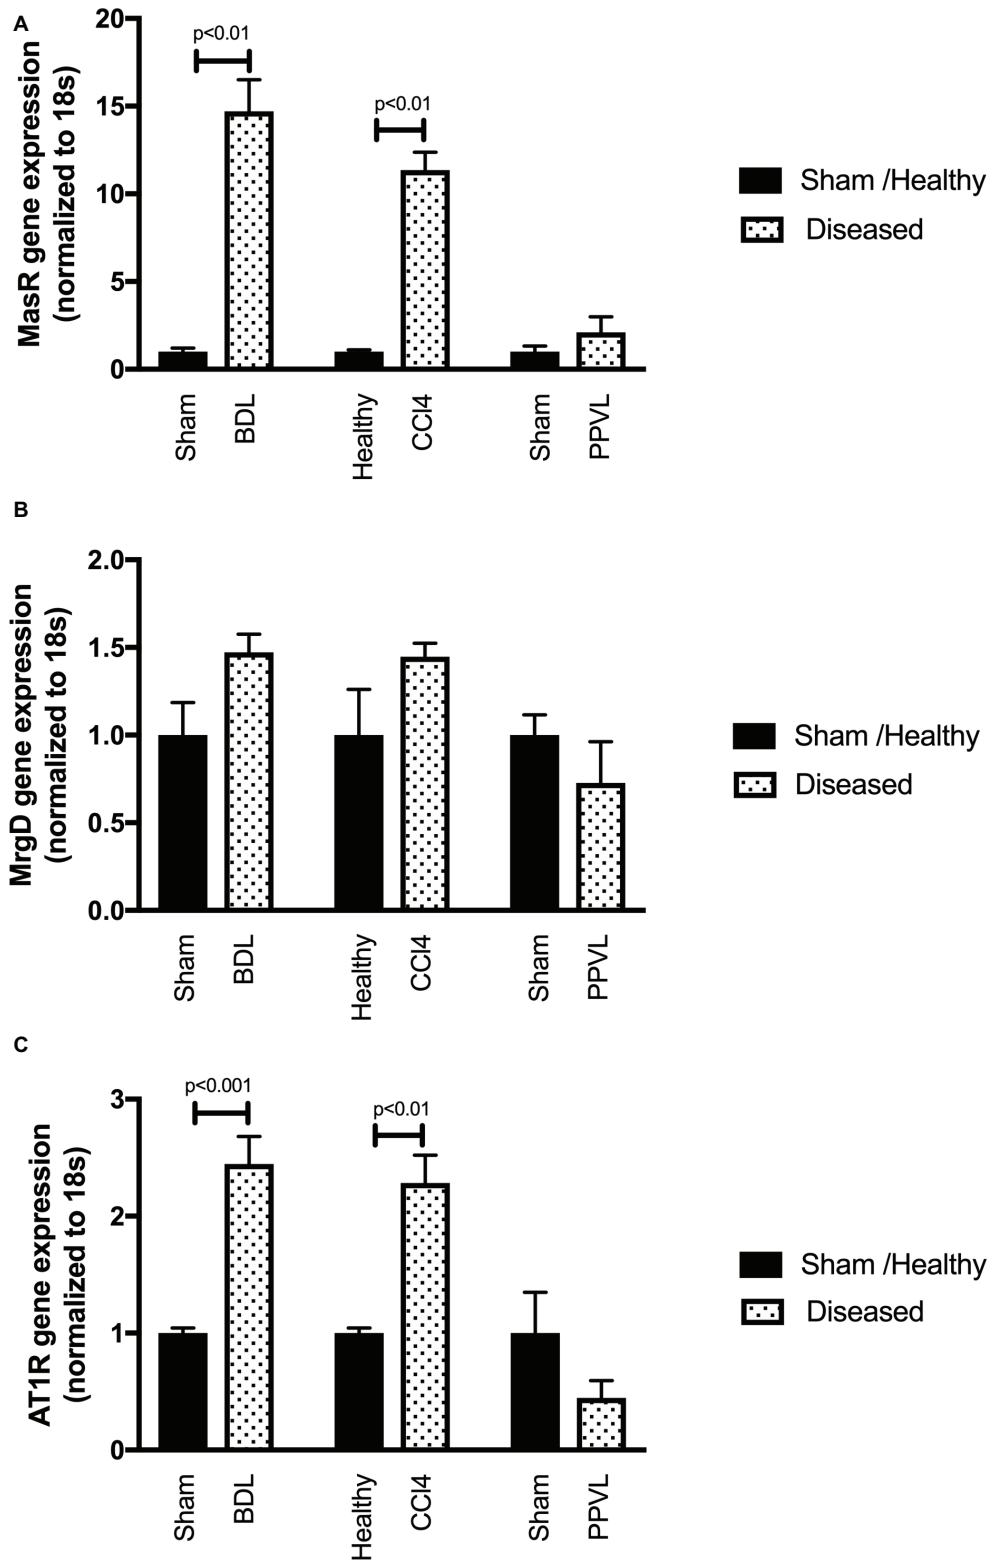 A
MasR gene expression
(normalized to 18s)
20
15
10
5
0
p<0.01
p<0.01
Sham
BDL
Healthy
CCl4
Sham
PPVL
Sham /Healthy
Diseased
B
MrgD gene expression
(normalized to 18s)
2.0
1.5
1.0
0.5
0.0
Sham
BDL
Healthy
CCl4
Sham
PPVL
Sham /Healthy
Diseased
C
AT1R gene expression
(normalized to 18s)
3
2
1
0
p<0.001
p<0.01
Sham
BDL
Healthy
CCl4
Sham
PPVL
Sham /Healthy
Diseased